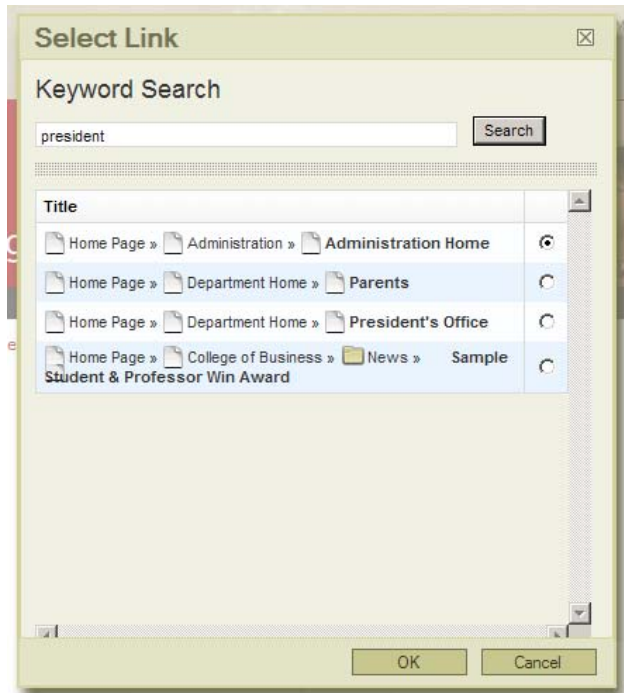 Select Link
Keyword Search
president
Search
Title
Home Page » Administration » Administration Home
Home Page » Department Home » Parents
Home Page » Department Home » President's Office
Home Page » College of Business » News » Sample
Student & Professor Win Award
OK
Cancel